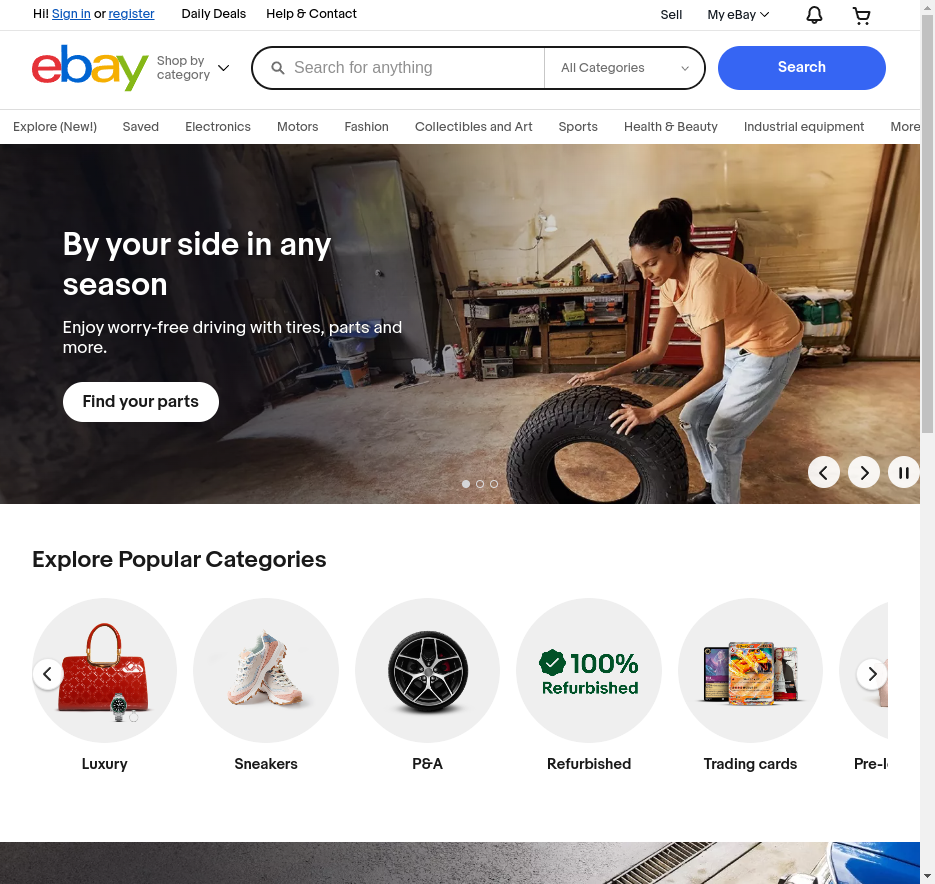 Hi! Sign in or register Daily Deals Help & Contact Sell My eBay
ebay
Shop by
category
Search for anything
All Categories
Search
Explore (New!) Saved Electronics Motors Fashion Collectibles and Art Sports Health & Beauty Industrial equipment More
By your side in any
season
Enjoy worry-free driving with tires, parts and
more.
Find your parts
Explore Popular Categories
100%
Refurbished
Luxury Sneakers P&A Refurbished Trading cards